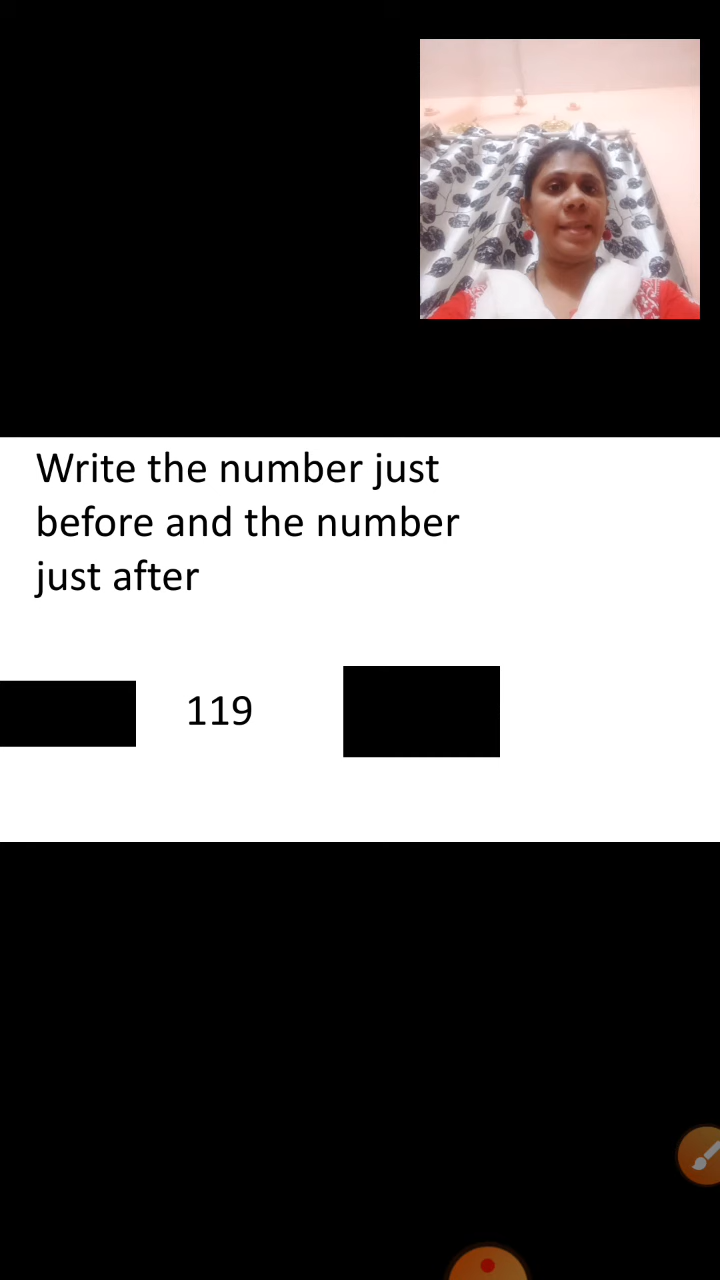 Write the number just
before and the number
just after
119